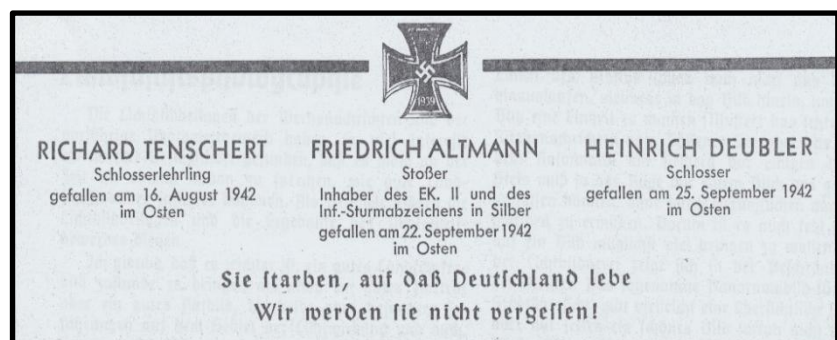 1939
RICHARD TENSCHERT
Schlosserlehrling
gefallen am 16. August 1942
im Osten
FRIEDRICH ALTMANN
Stoßer
Inhaber des EK. II und des
Inf.-Sturmabzeichens in Silber
gefallen am 22. September 1942
im Osten
HEINRICH DEUBLER
Schlosser
gefallen am 25. September 1942
im Osten
Sie starben, auf daß Deutschland lebe
Wir werden sie nicht vergessen!